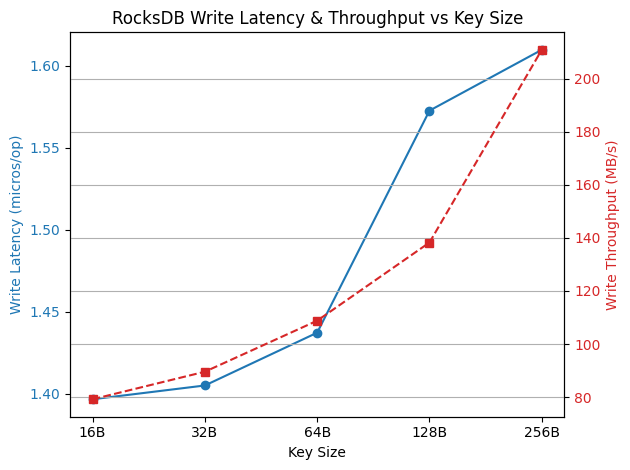 RocksDB Write Latency & Throughput vs Key Size
Write Latency (micros/op)
1.60
1.55
1.50
1.45
1.40
200
180
160
140
120
100
80
Write Throughput (MB/s)
16B 32B 64B 128B 256B
Key Size